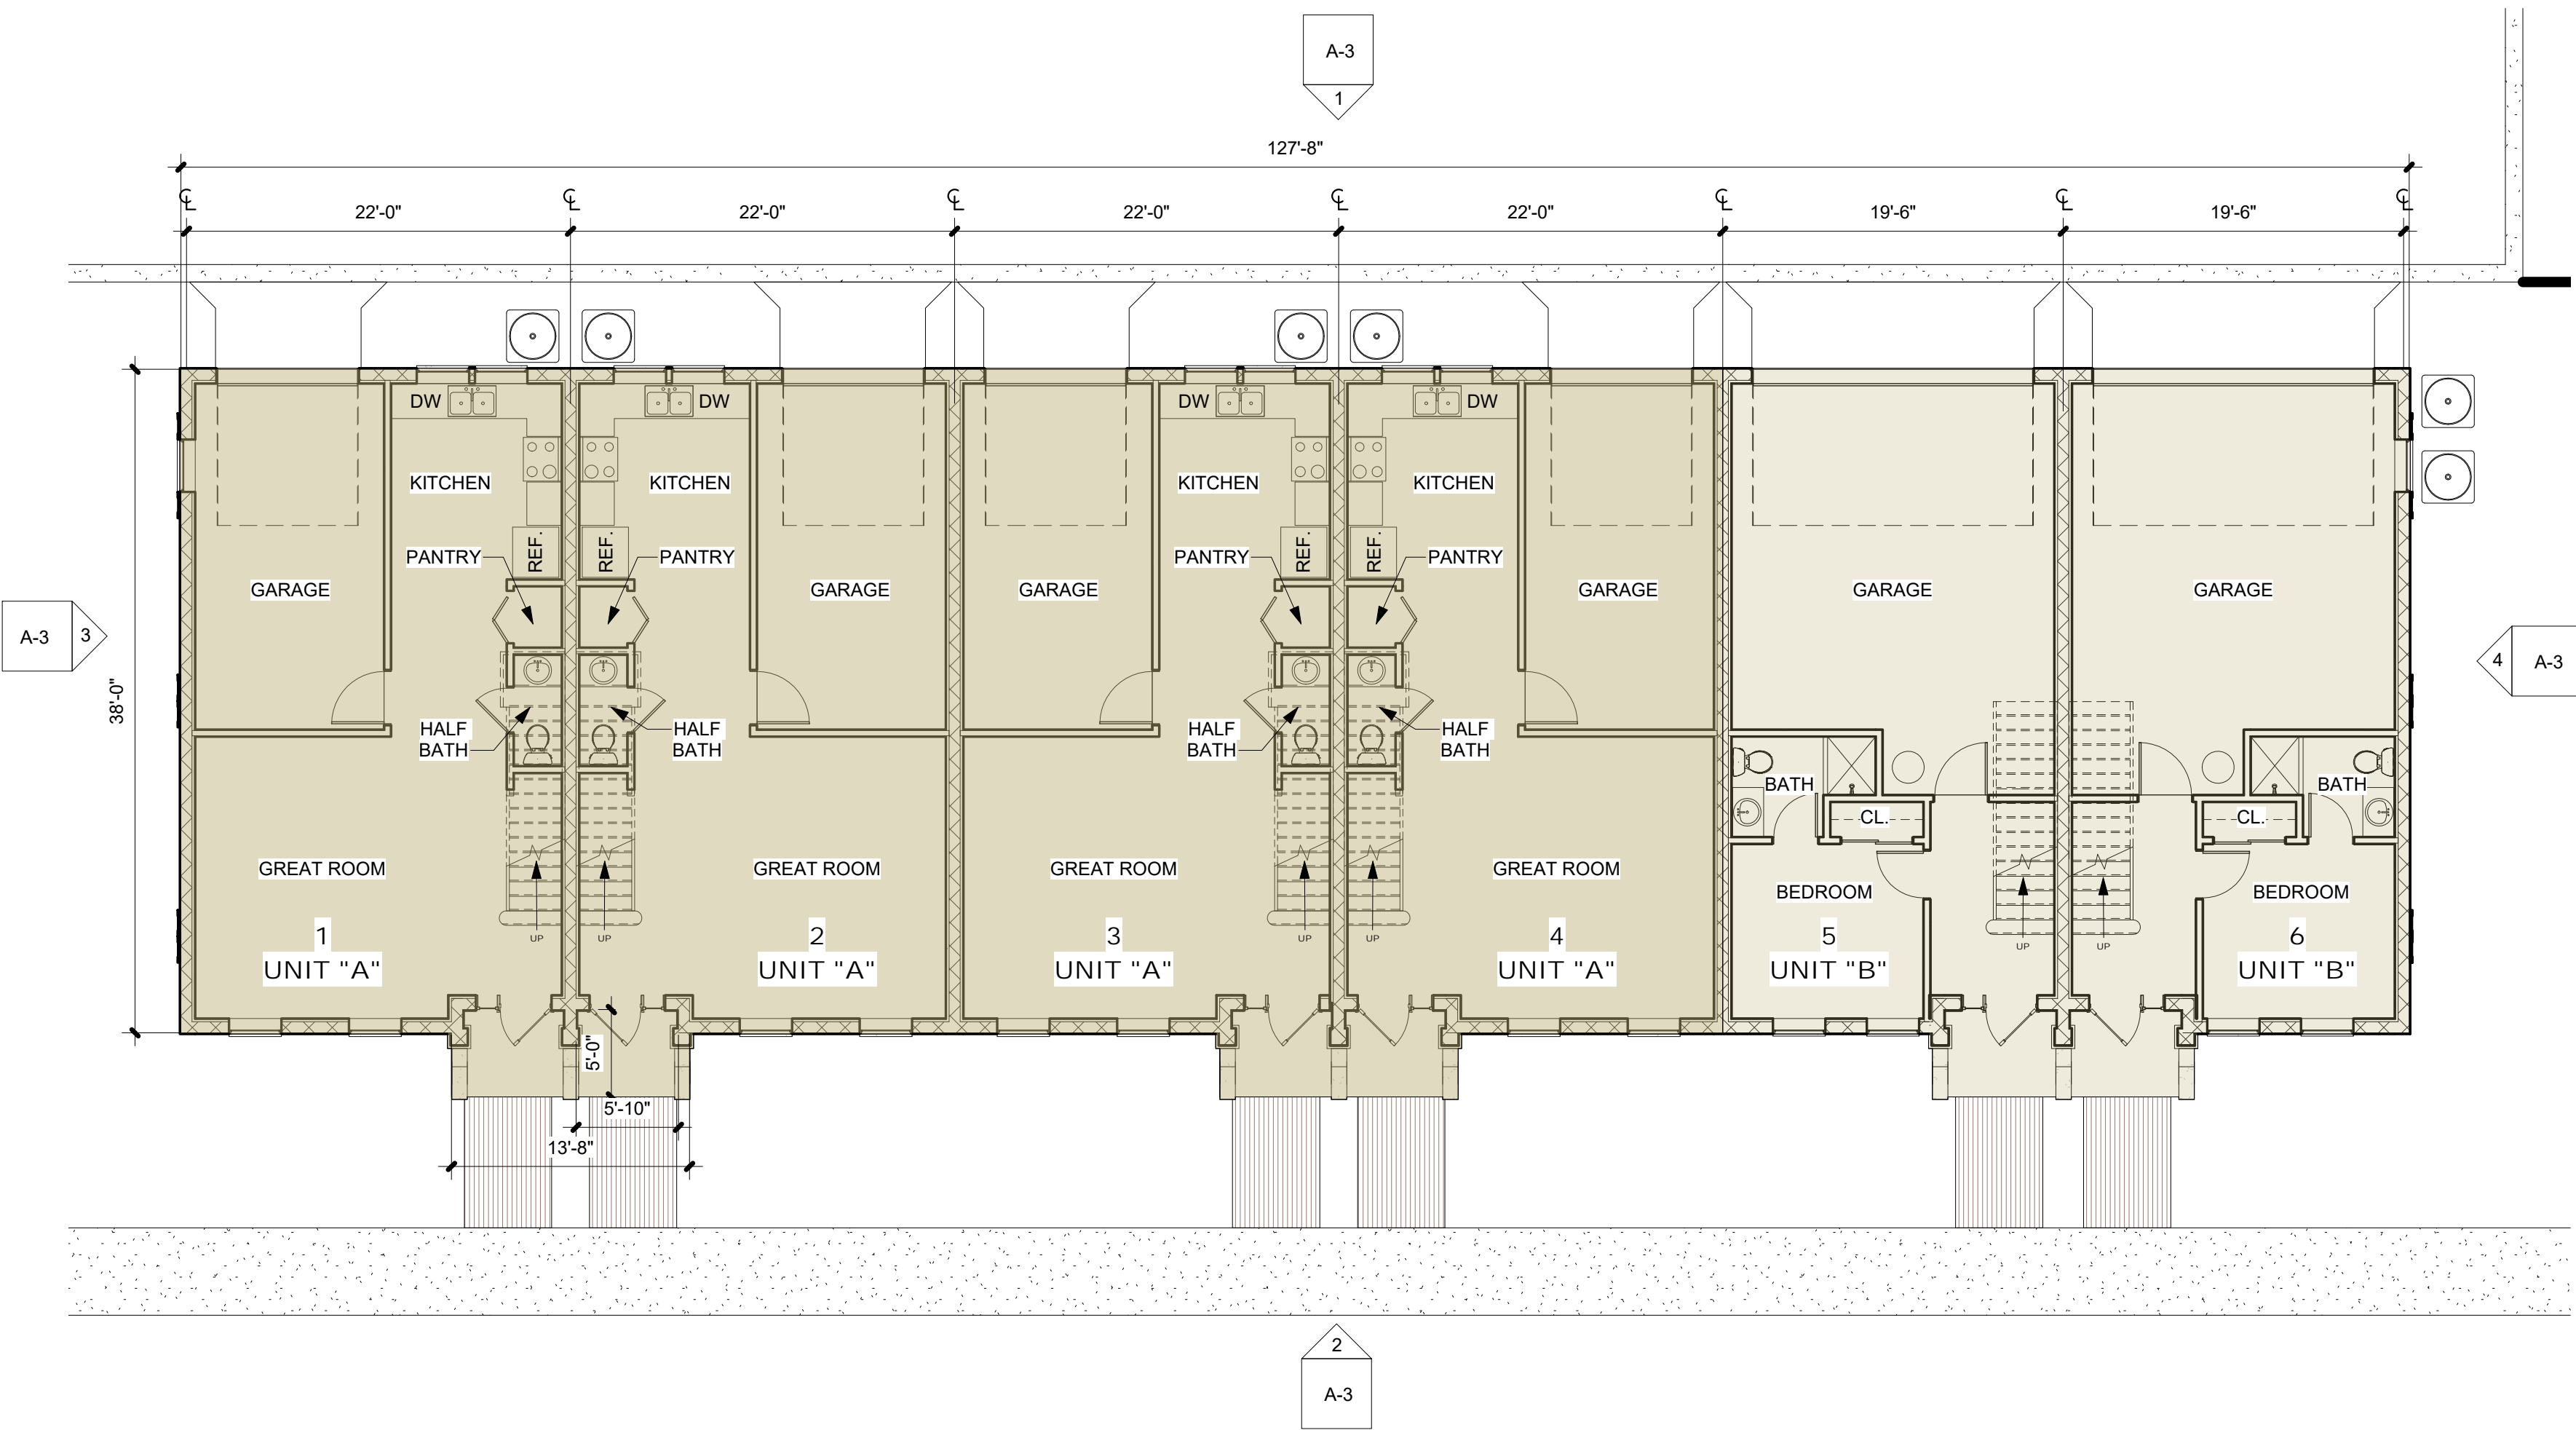 A-3
1
127'-8"
℄ ℄ ℄ ℄ ℄ ℄ ℄
22'-0" 22'-0" 22'-0" 22'-0" 19'-6" 19'-6"
DW DW DW DW
KITCHEN KITCHEN KITCHEN KITCHEN
REF. REF. REF. REF.
PANTRY PANTRY PANTRY PANTRY
GARAGE GARAGE GARAGE GARAGE GARAGE GARAGE
A-3 3
4 A-3
38'-0"
HALF HALF HALF HALF
BATH BATH BATH BATH
BATH BATH
CL. CL.
GREAT ROOM GREAT ROOM GREAT ROOM GREAT ROOM
BEDROOM BEDROOM
UP UP UP UP UP UP
1 2 3 4 5 6
UNIT "A" UNIT "A" UNIT "A" UNIT "A" UNIT "B" UNIT "B"
5'-0"
5'-10"
13'-8"
2
A-3